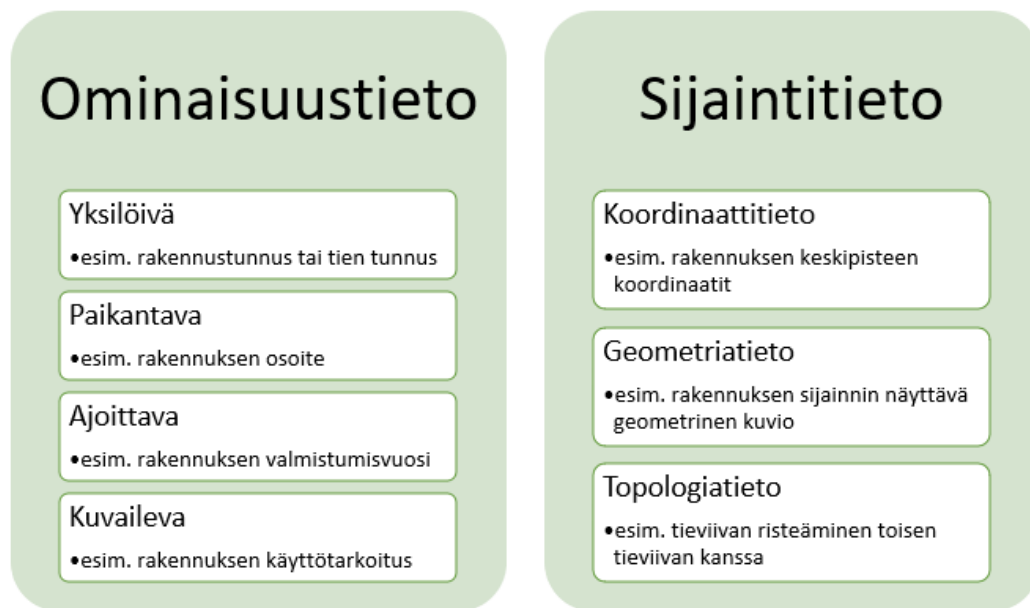 Ominaisuustieto
Yksilöivä
•esim. rakennustunnus tai tien tunnus
Paikantava
•esim. rakennuksen osoite
Ajoittava
•esim. rakennuksen valmistumisvuosi
Kuvaileva
•esim. rakennuksen käyttötarkoitus
Sijaintitieto
Koordinaattitieto
•esim. rakennuksen keskipisteen
koordinaatit
Geometriatieto
•esim. rakennuksen sijainnin näyttävä
geometrinen kuvio
Topologiatieto
•esim. tieviivan risteäminen toisen
tieviivan kanssa